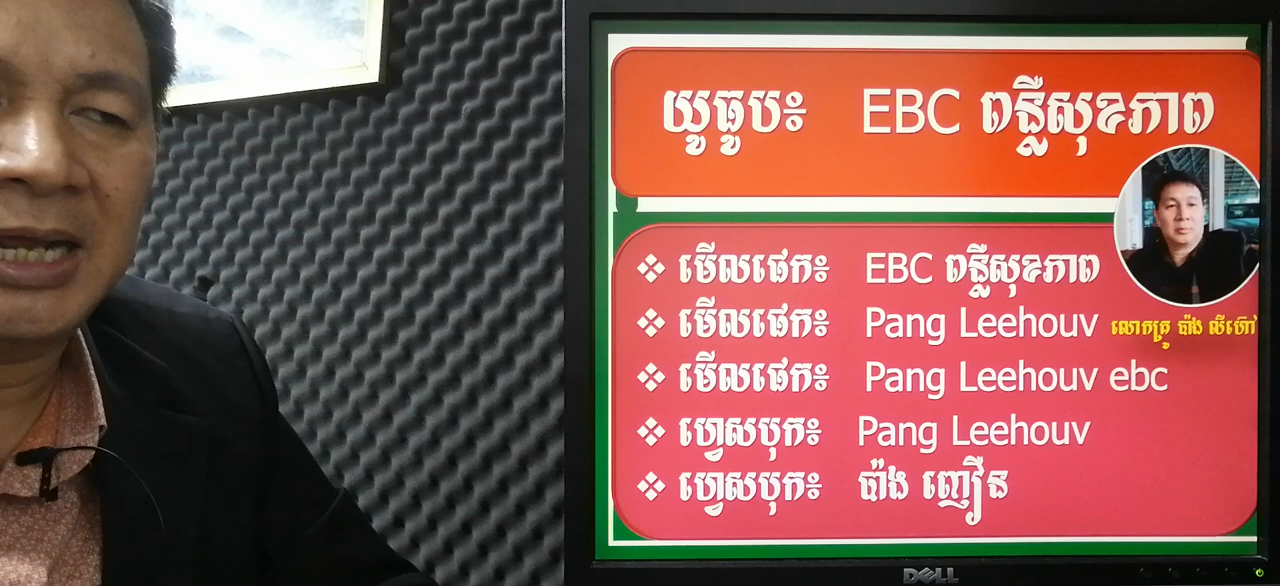 យូធូប៖ EBC ពន្លឺសុខភាព
❖ មើលផេក៖ EBC ពន្លឺសុខភាព
❖ មើលផេក៖ Pang Leehouv
លោកគ្រូ ប៉ាង លីហ៊ៅ
❖ មើលផេក៖ Pang Leehouv ebc
❖ ហ្វេសបុក៖ Pang Leehouv
❖ ហ្វេសបុក៖ ប៉ាង ញឿន
DELL